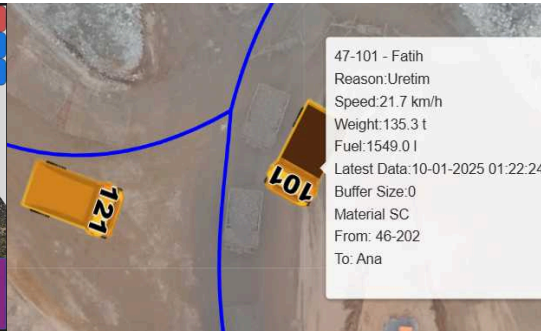 47-101 - Fatih
Reason:Uretim
Speed:21.7 km/h
Weight:135.3 t
Fuel:1549.0 l
Latest Data:10-01-2025 01:22:24
Buffer Size:0
Material SC
From: 46-202
To: Ana
101
121